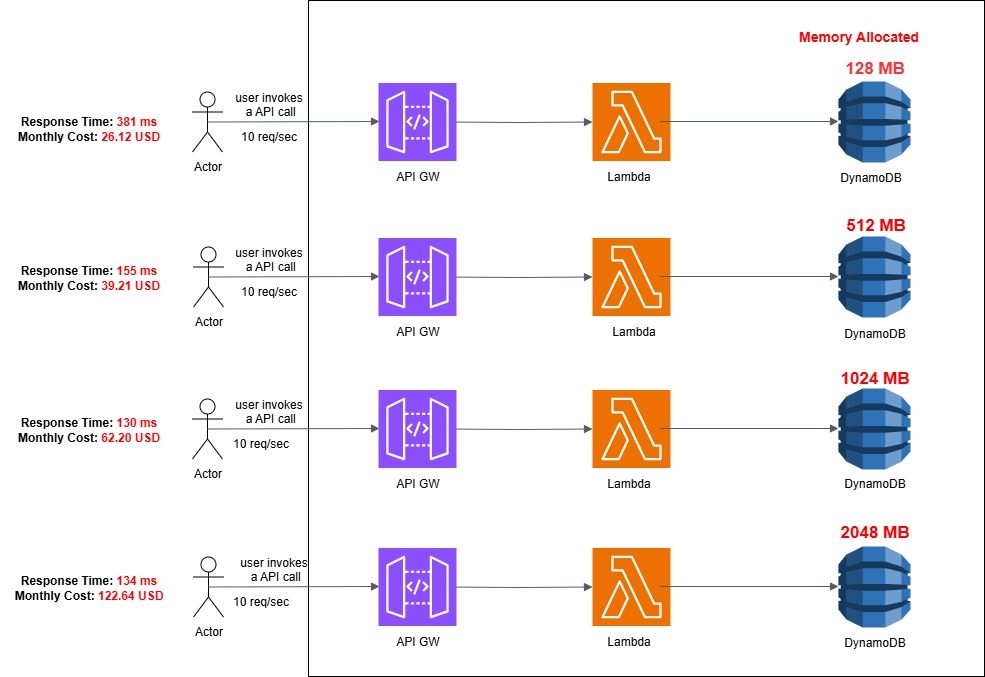 Memory Allocated
128 MB
user invokes
a API call
Response Time: 381 ms
Monthly Cost: 26.12 USD
10 req/sec
Actor
API GW
Lambda
DynamoDB
512 MB
user invokes
a API call
Response Time: 155 ms
Monthly Cost: 39.21 USD
10 req/sec
Actor
API GW
Lambda
DynamoDB
1024 MB
user invokes
a API call
Response Time: 130 ms
Monthly Cost: 62.20 USD
10 req/sec
Actor
API GW
Lambda
DynamoDB
2048 MB
user invokes
a API call
Response Time: 134 ms
Monthly Cost: 122.64 USD
10 req/sec
Actor
API GW
Lambda
DynamoDB